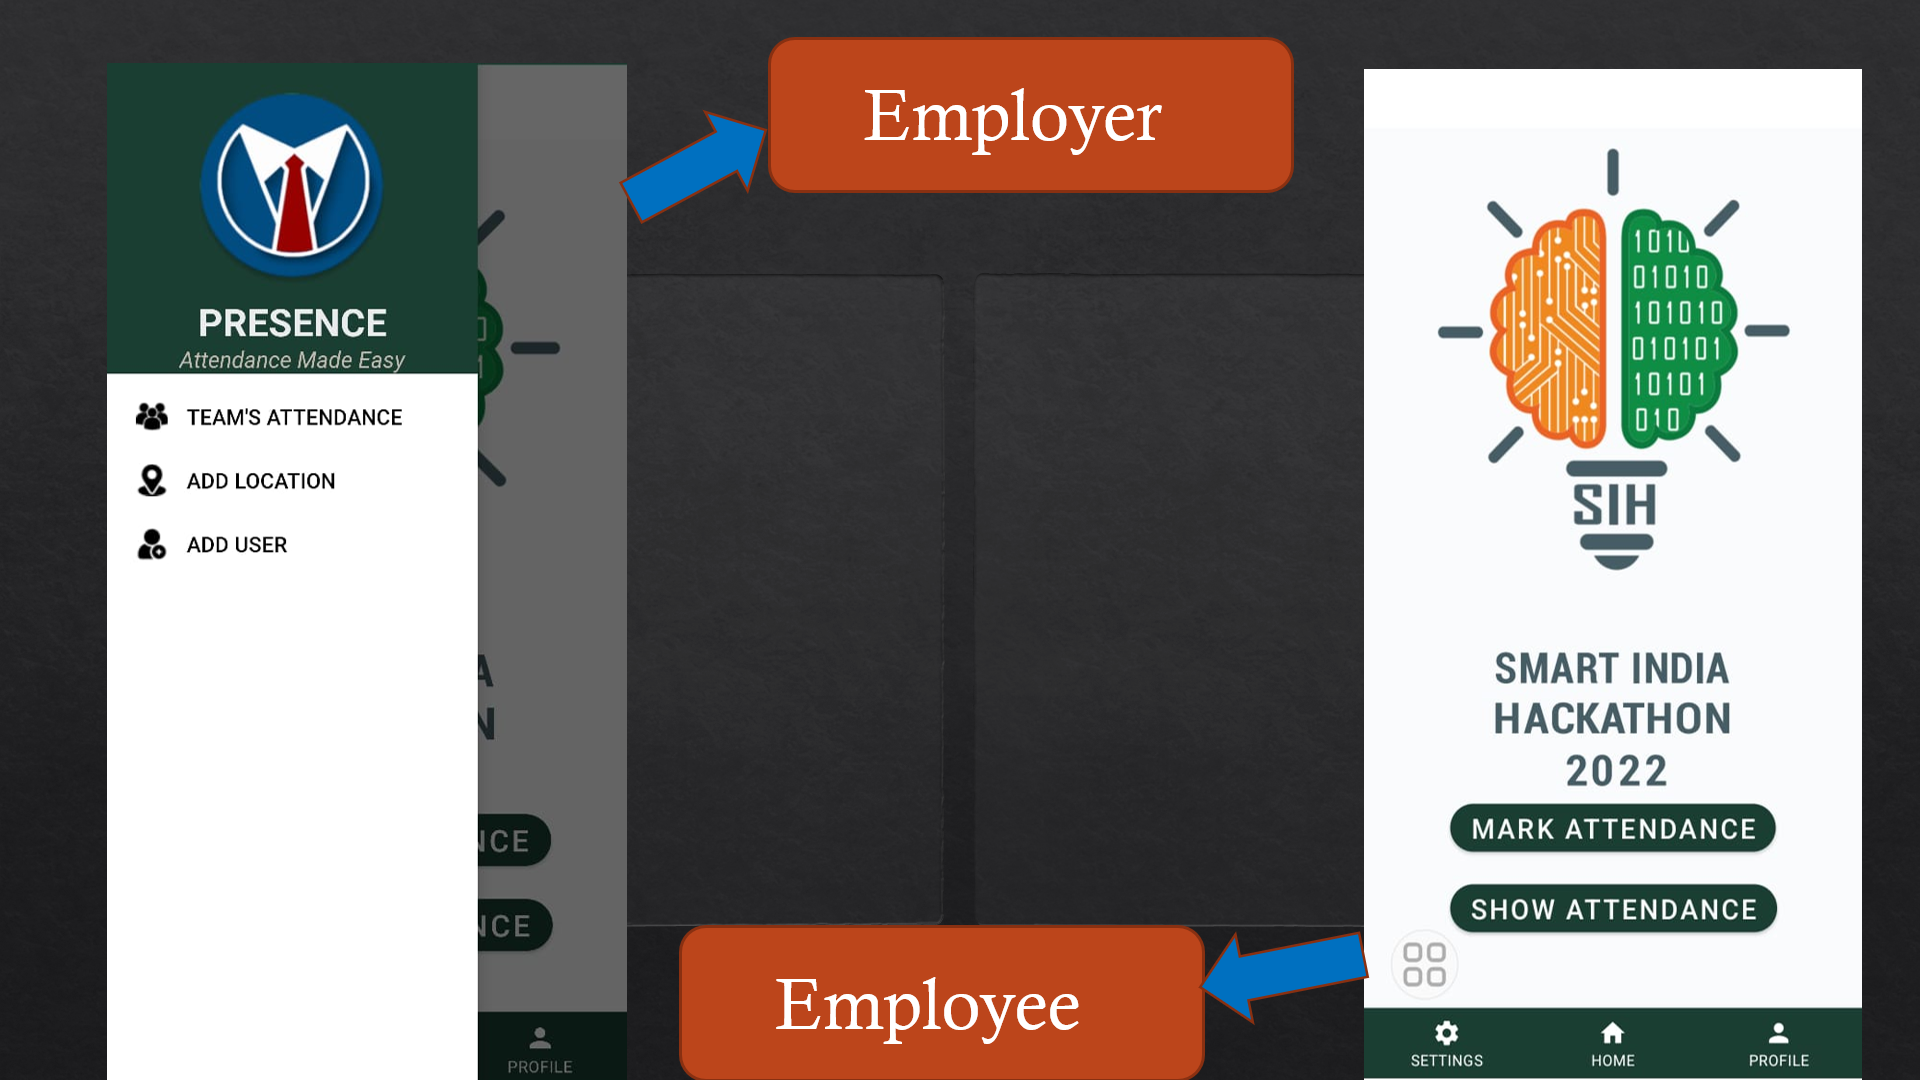 Employer
PRESENCE
Attendance Made Easy
TEAM'S ATTENDANCE
ADD LOCATION
ADD USER
A
N
NCE
NCE
PROFILE
101
01010
101010
010101
10101
010
SIH
SMART INDIA
HACKATHON
2022
MARK ATTENDANCE
SHOW ATTENDANCE
SETTINGS
HOME
PROFILE
Employee